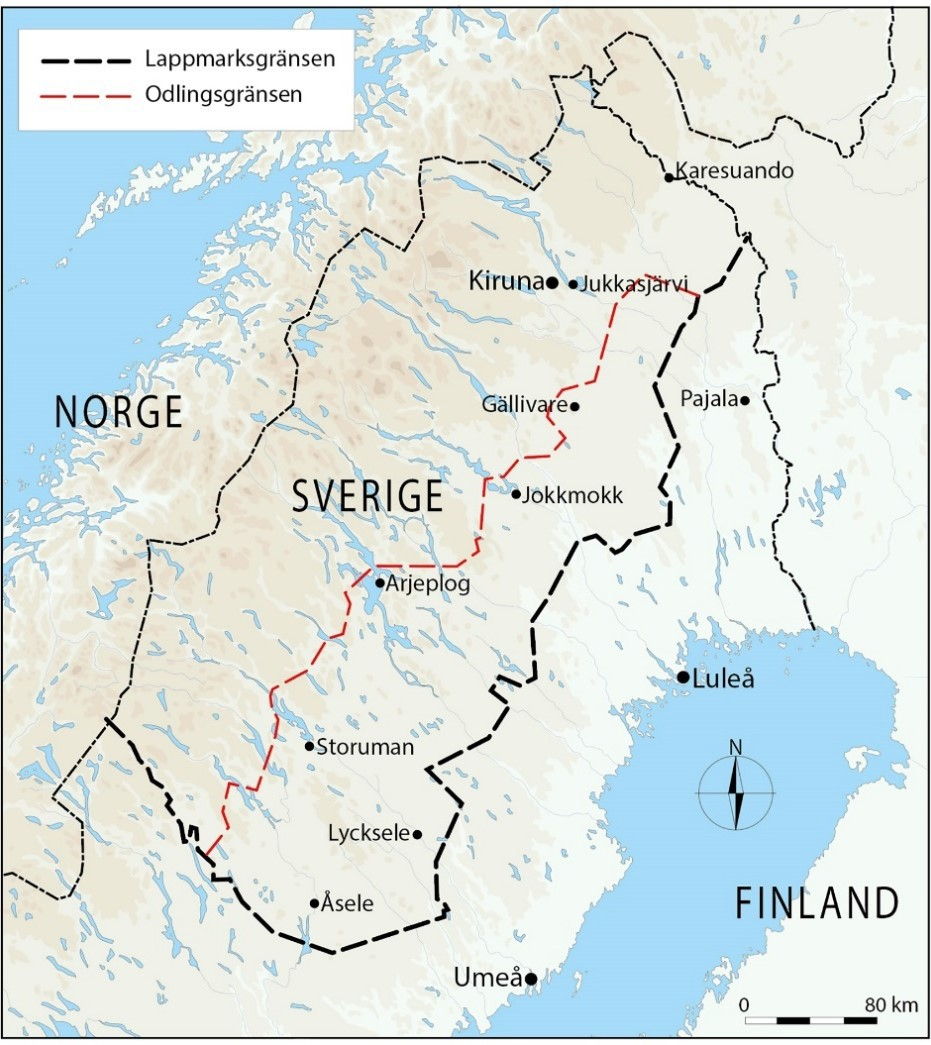 Lappmarksgränsen
Odlingsgränsen
Karesuando
Kiruna
Jukkasjärvi
NORGE
Gällivare
Pajala
SVERIGE
Jokkmokk
Arjeplog
Luleå
Storuman
N
Lycksele
Åsele
FINLAND
Umeå
0 80 km